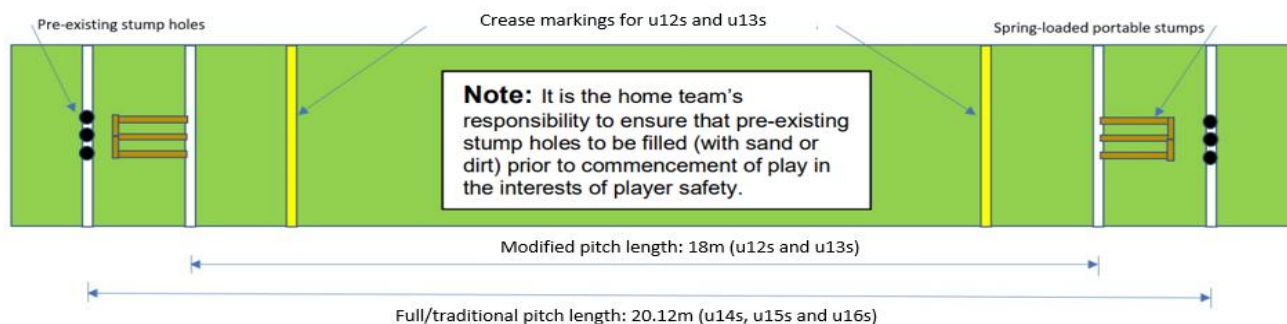 Crease markings for u12s and u13s
Pre-existing stump holes
Spring-loaded portable stumps
Note: It is the home team's
responsibility to ensure that pre-existing
stump holes to be filled (with sand or
dirt) prior to commencement of play in
the interests of player safety.
Modified pitch length: 18m (u12s and u13s)
Full/traditional pitch length: 20.12m (u14s, u15s and u16s)